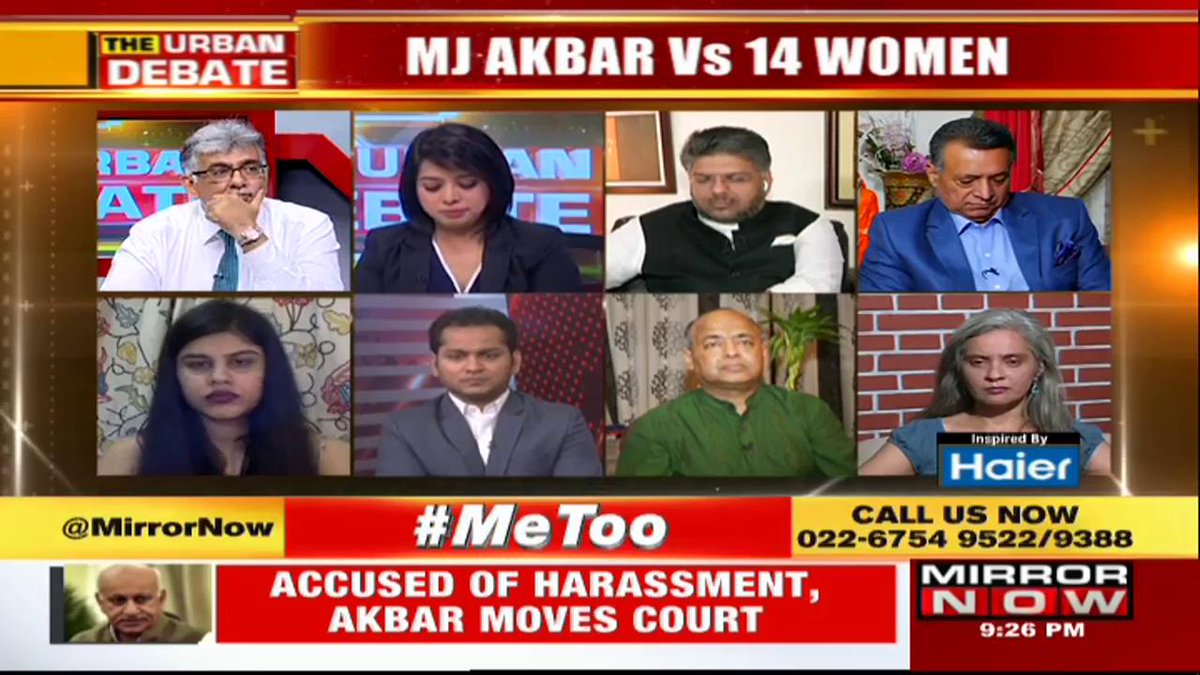 THE URBAN
DEBATE
MJ AKBAR Vs 14 WOMEN
URBAN
Inspired By
Haier
@MirrorNow
#MeToo
CALL US NOW
022-6754 9522/9388
ACCUSED OF HARASSMENT,
AKBAR MOVES COURT
MIRROR
NOW
9:26 PM